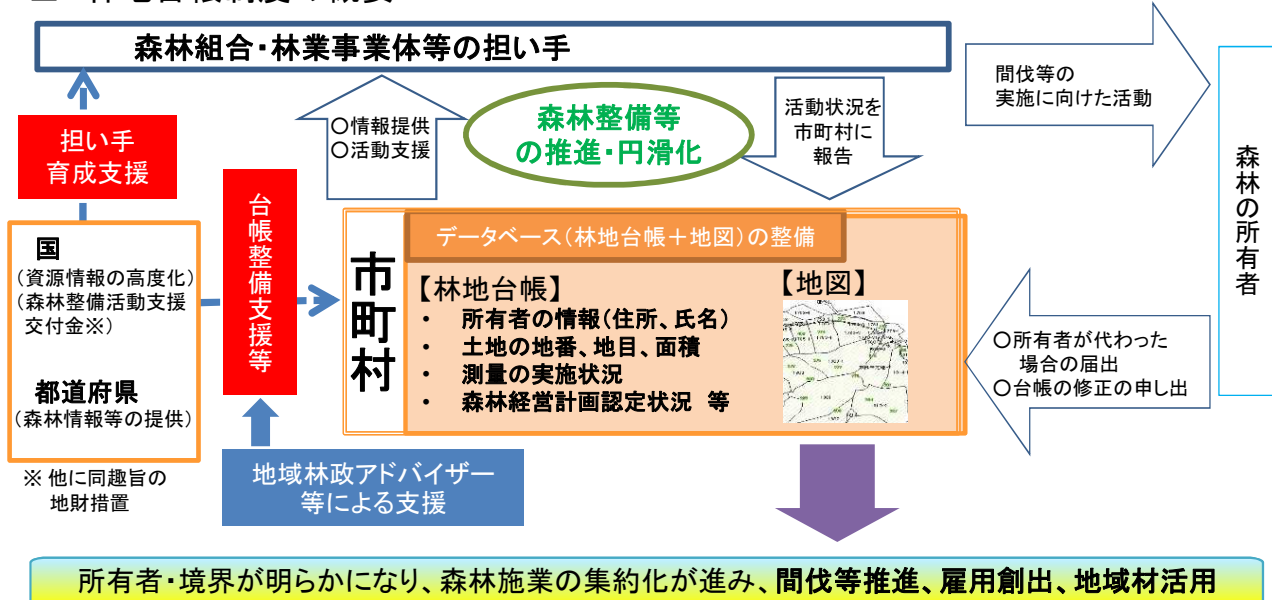 森林組合・林業事業体等の担い手
間伐等の
実施に向けた活動
森林の所有者
担い手
育成支援
○情報提供
○活動支援
森林整備等
の推進・円滑化
活動状況を
市町村に
報告
台帳整備支援等
国
(資源情報の高度化)
(森林整備活動支援
交付金※)
都道府県
(森林情報等の提供)
※ 他に同趣旨の
地財措置
市町村
データベース(林地台帳＋地図)の整備
【林地台帳】
・ 所有者の情報(住所、氏名)
・ 土地の地番、地目、面積
・ 測量の実施状況
・ 森林経営計画認定状況 等
【地図】
○所有者が代わった
場合の届出
○台帳の修正の申し出
地域林政アドバイザー
等による支援
所有者・境界が明らかになり、森林施業の集約化が進み、間伐等推進、雇用創出、地域材活用